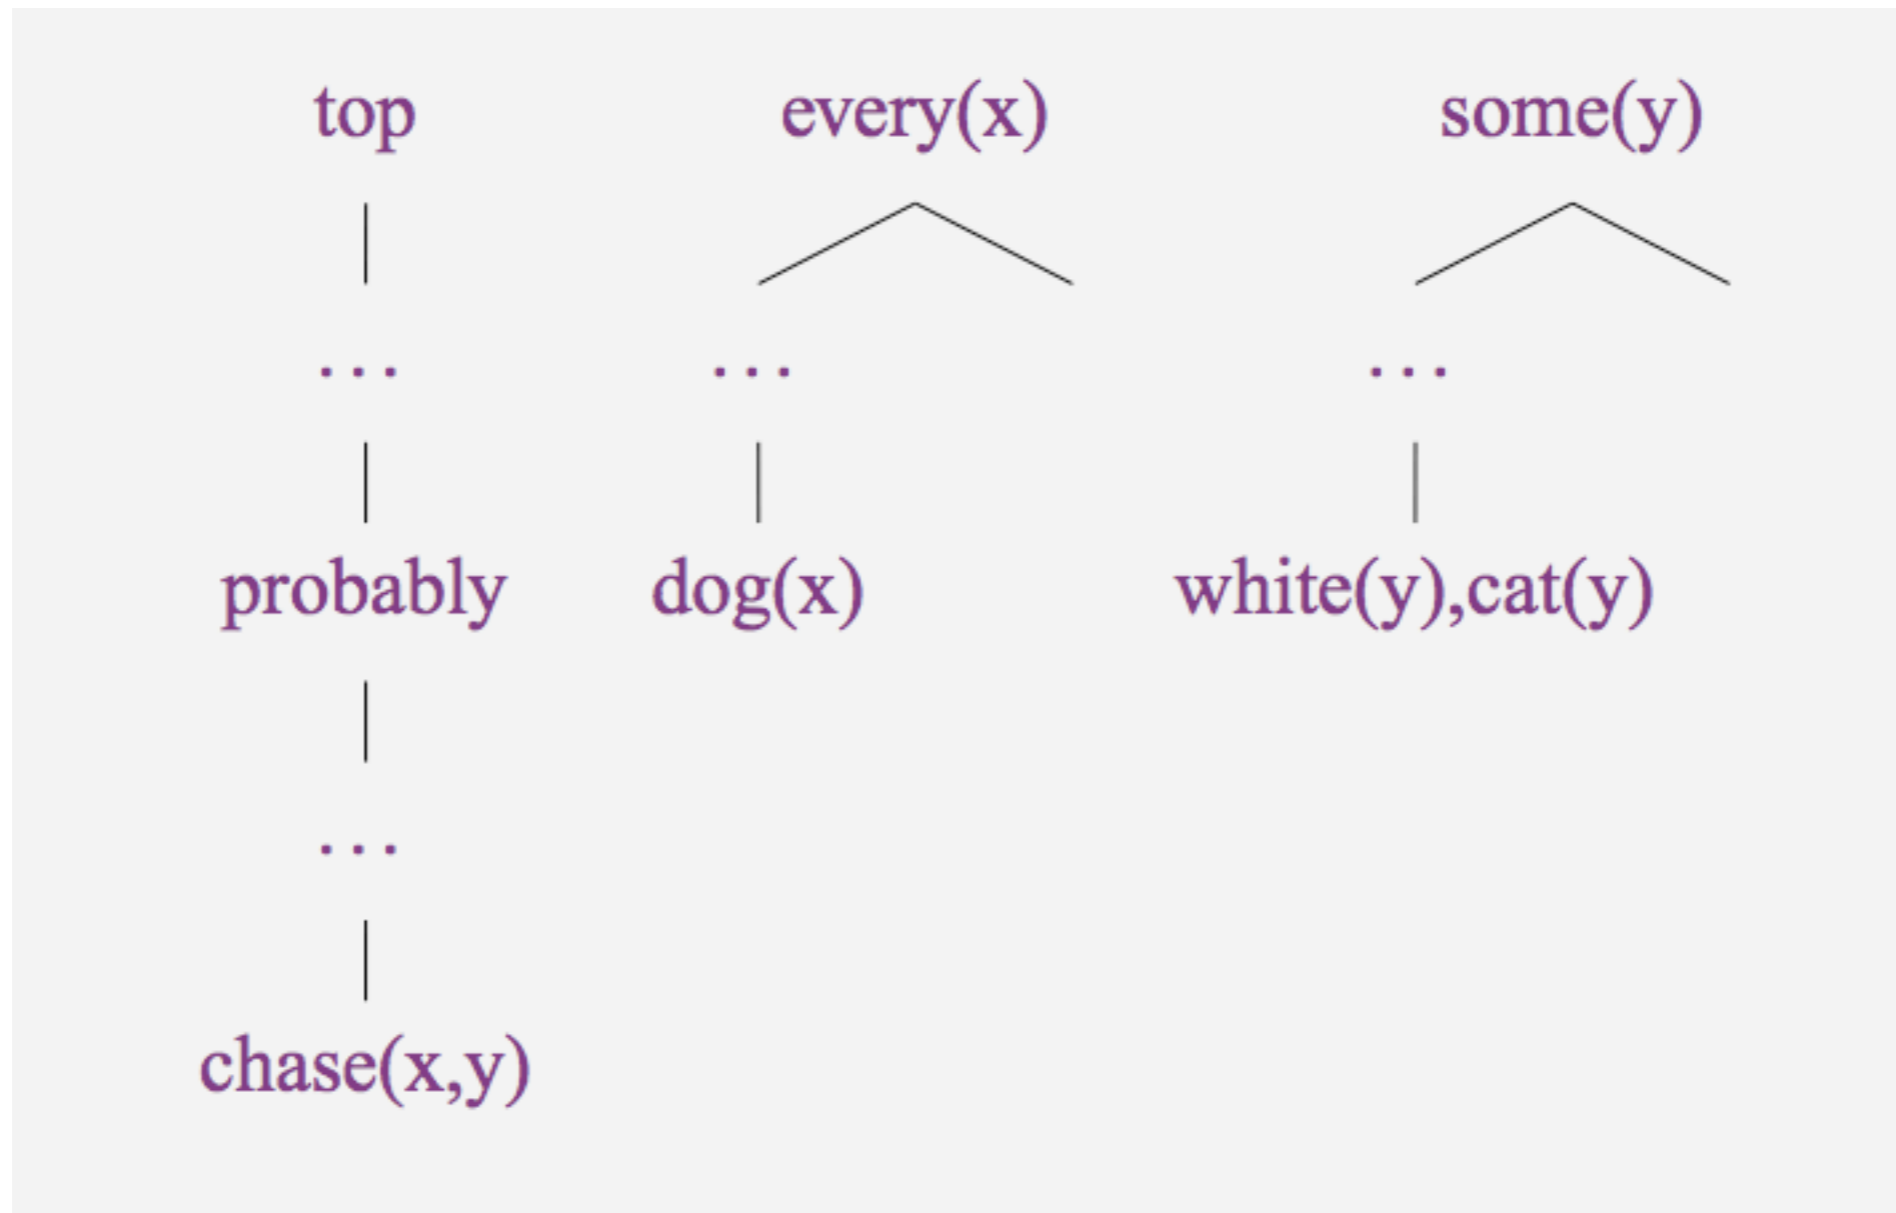 top every(x) some(y)
... ... ...
probably dog(x) white(y),cat(y)
...
chase(x,y)